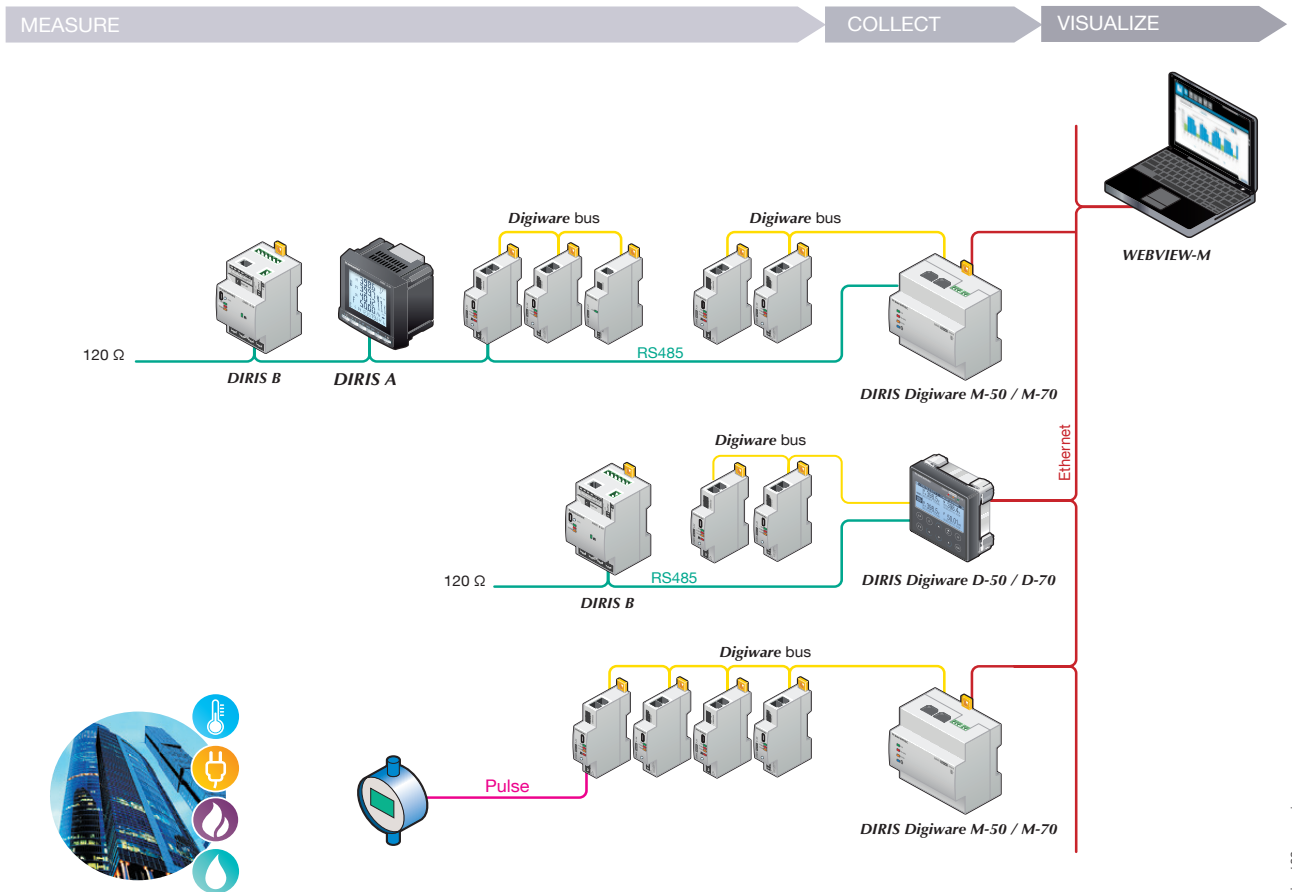 MEASURE
COLLECT
VISUALIZE
WEBVIEW-M
Digiware bus
Digiware bus
120 Ω
RS485
DIRIS B
DIRIS A
DIRIS Digiware M-50 / M-70
Ethernet
Digiware bus
120 Ω
RS485
DIRIS B
DIRIS Digiware D-50 / D-70
Digiware bus
Pulse
DIRIS Digiware M-50 / M-70